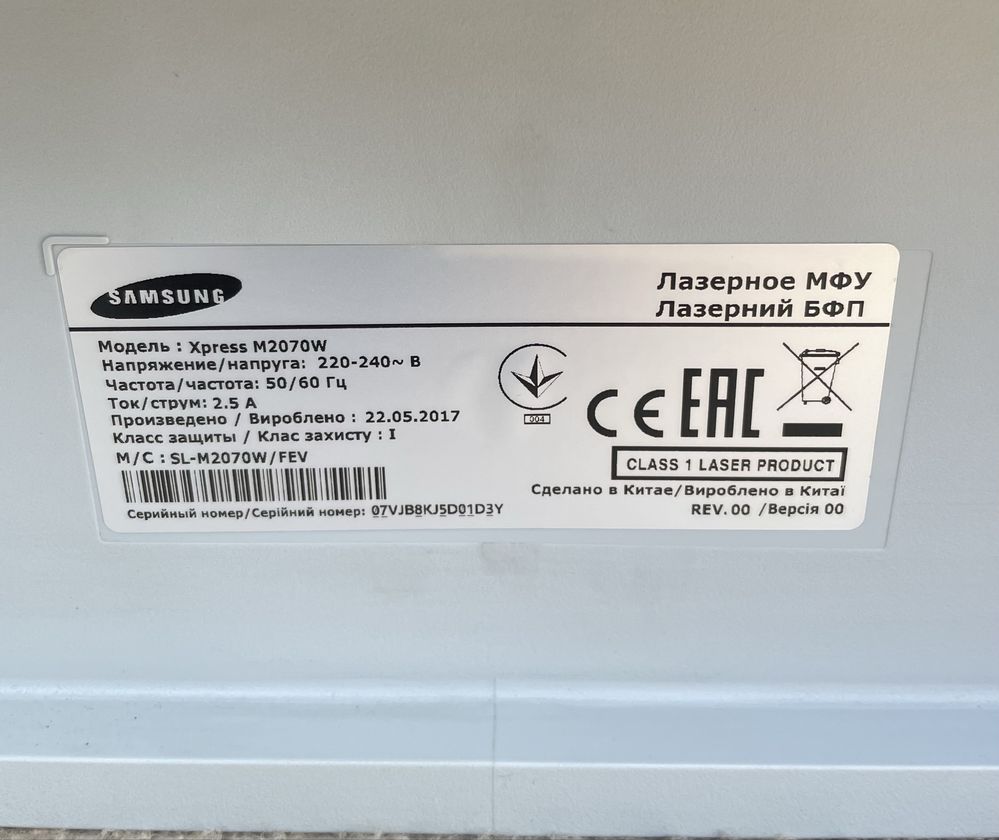 SAMSUNG
Лазерное МФУ
Лазерний БФП
Модель : Xpress M2070W
Напряжение/напруга: 220-240~ В
Частота/частота: 50/60 Гц
Ток/струм: 2.5 А
Произведено / Вироблено : 22.05.2017
Класс защиты / Клас захисту : I
M/C : SL-M2070W/FEV
Серийный номер/Серійний номер: 07VJB8KJ5D01D3Y
004
CE EAC
CLASS 1 LASER PRODUCT
Сделано в Китае/Вироблено в Китаї
REV. 00 /Версія 00